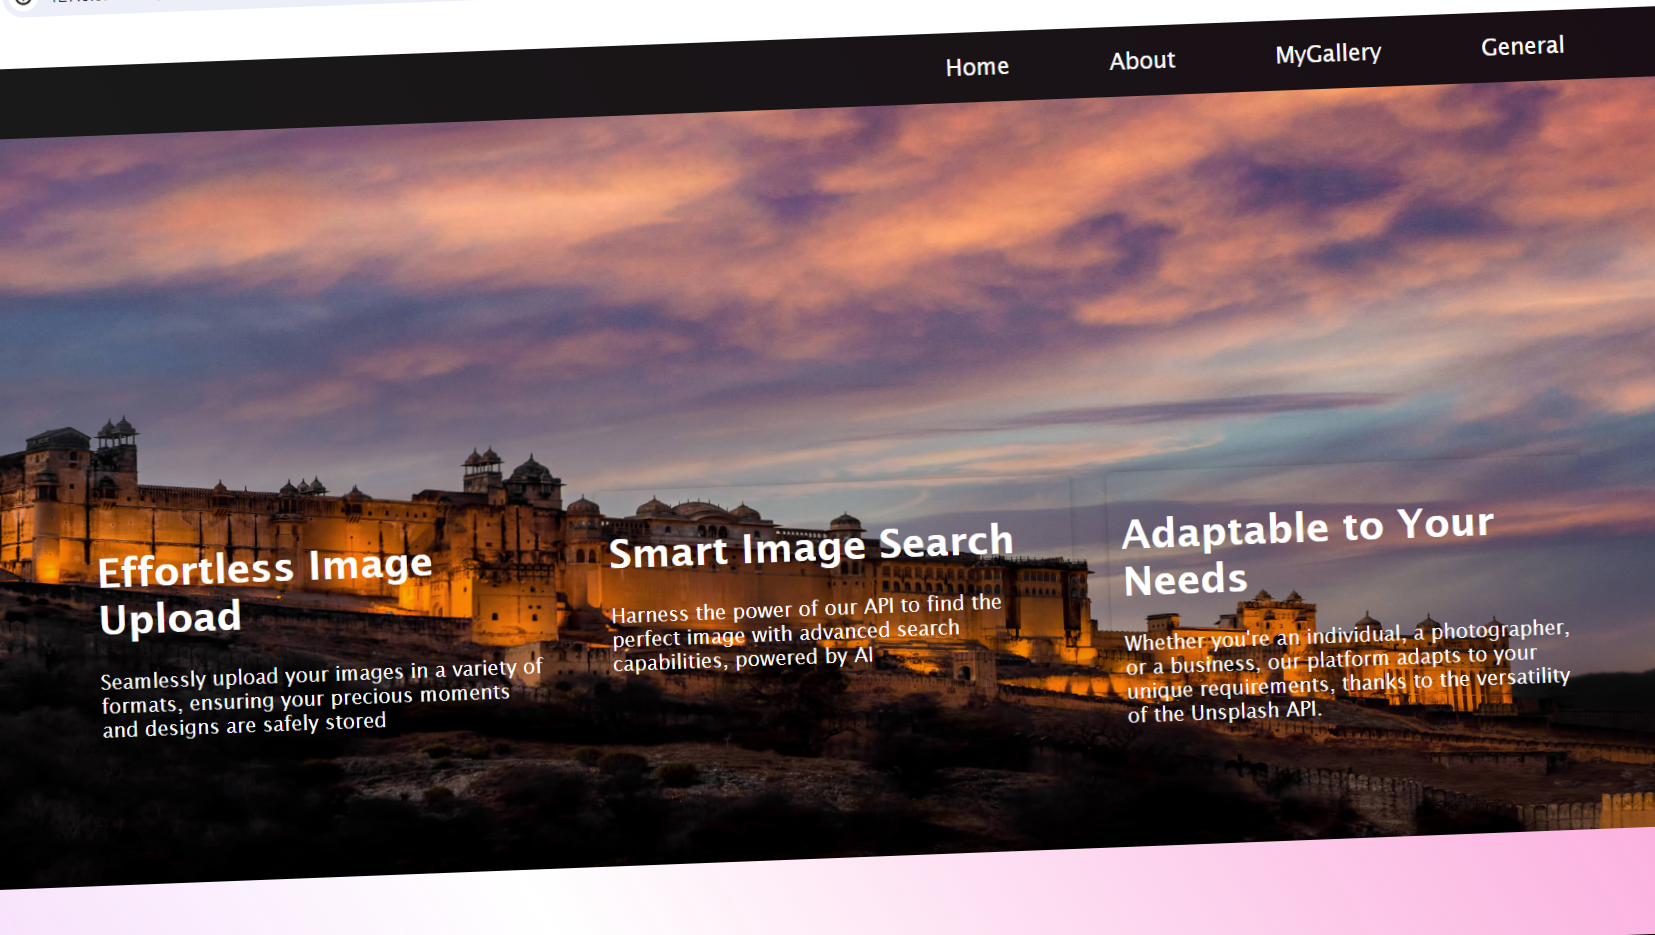 Home
About
MyGallery
General
Effortless Image
Upload
Seamlessly upload your images in a variety of
formats, ensuring your precious moments
and designs are safely stored
Smart Image Search
Harness the power of our API to find the
perfect image with advanced search
capabilities, powered by AI
Adaptable to Your
Needs
Whether you're an individual, a photographer,
or a business, our platform adapts to your
unique requirements, thanks to the versatility
of the Unsplash API.